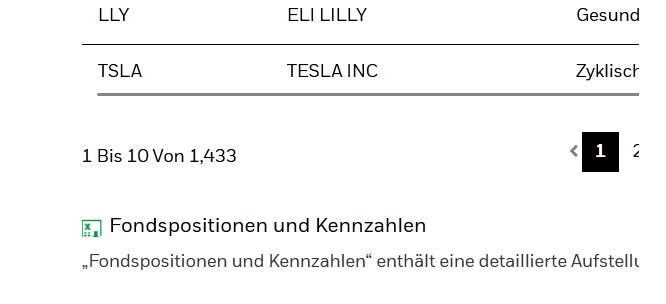 LLY ELI LILLY Gesund
TSLA TESLA INC Zyklisch
1 Bis 10 Von 1,433 1 2
Fondspositionen und Kennzahlen
„Fondspositionen und Kennzahlen“ enthält eine detaillierte Aufstellu